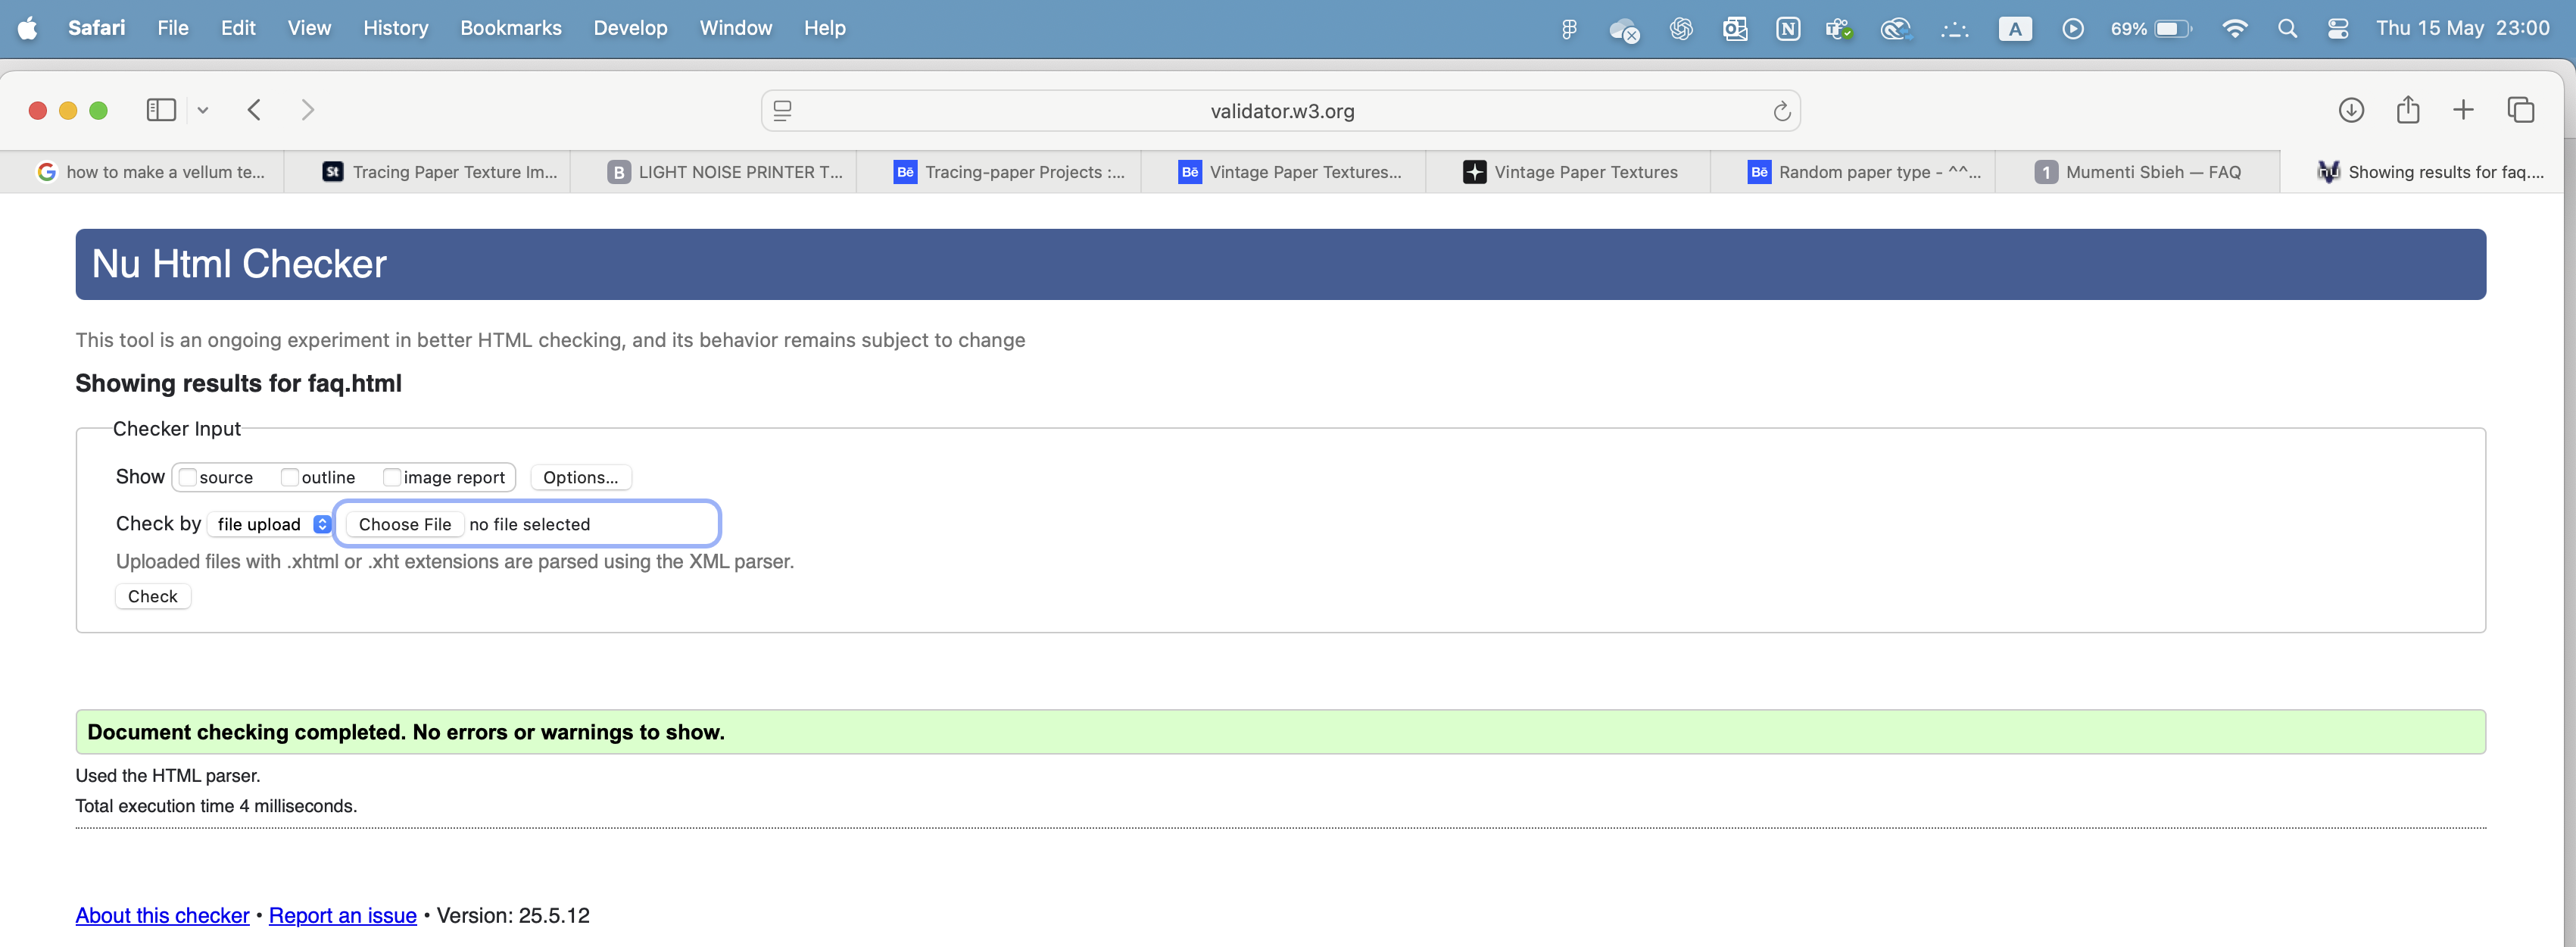 Safari File Edit View History Bookmarks Develop Window Help A 69% Thu 15 May 23:00
validator.w3.org
how to make a vellum te... St Tracing Paper Texture Im... B LIGHT NOISE PRINTER T... Bē Tracing-paper Projects :... Bē Vintage Paper Textures... Vintage Paper Textures Bē Random paper type - ^^... 1 Mumenti Sbieh — FAQ nu Showing results for faq....
Nu Html Checker
This tool is an ongoing experiment in better HTML checking, and its behavior remains subject to change
Showing results for faq.html
Checker Input
Show source outline image report Options...
Check by file upload Choose File no file selected
Uploaded files with .xhtml or .xht extensions are parsed using the XML parser.
Check
Document checking completed. No errors or warnings to show.
Used the HTML parser.
Total execution time 4 milliseconds.
About this checker • Report an issue • Version: 25.5.12